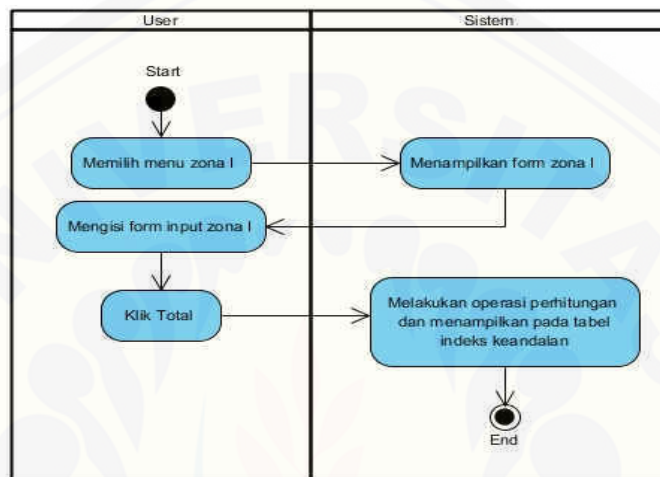 User
Sistem
Start
Memilih menu zona I
Menampilkan form zona I
Mengisi form input zona I
Klik Total
Melakukan operasi perhitungan
dan menampilkan pada tabel
indeks keandalan
End